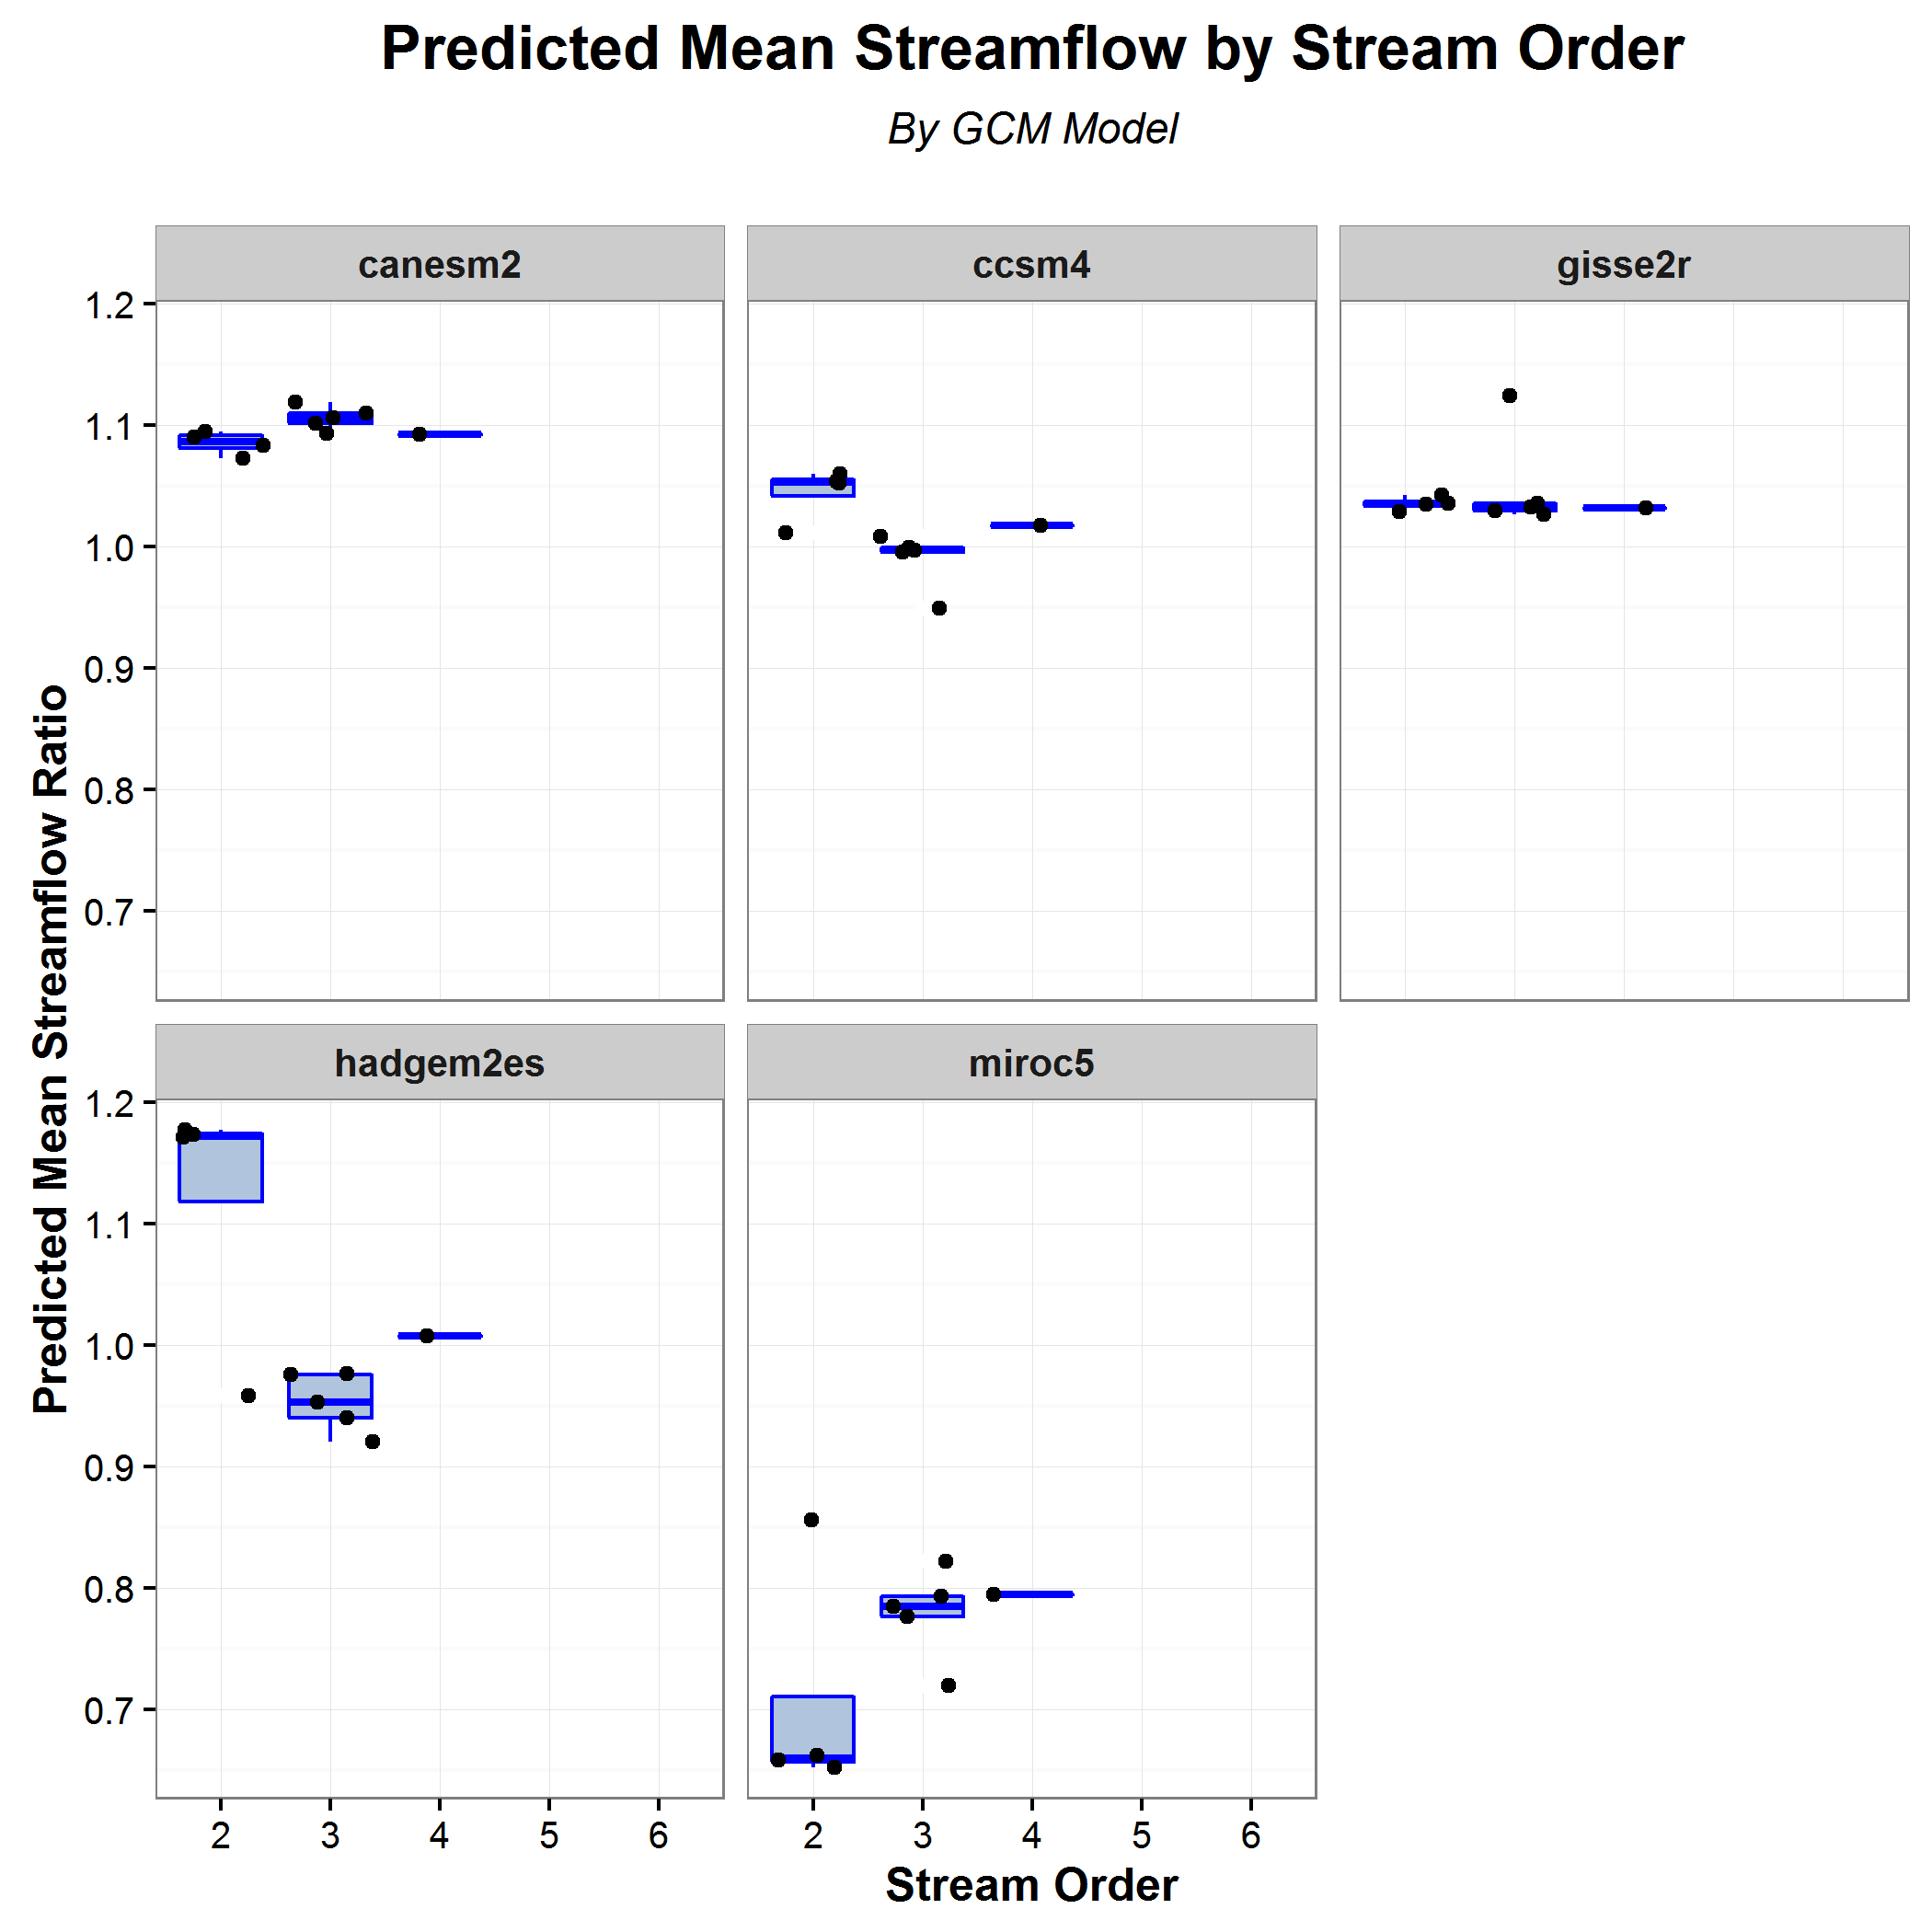 Predicted Mean Streamflow by Stream Order
By GCM Model
canesm2
ccsm4
gisse2r
1.2
1.1
1.0
0.9
0.8
0.7
Predicted Mean Streamflow Ratio
hadgem2es
miroc5
1.2
1.1
1.0
0.9
0.8
0.7
2 3 4 5 6
2 3 4 5 6
Stream Order